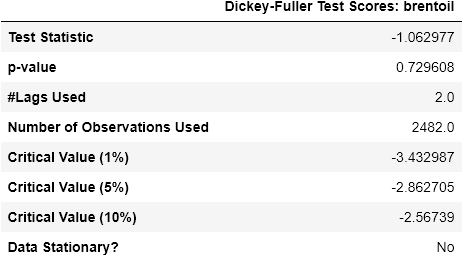 Dickey-Fuller Test Scores: brentoil
Test Statistic -1.062977
p-value 0.729608
#Lags Used 2.0
Number of Observations Used 2482.0
Critical Value (1%) -3.432987
Critical Value (5%) -2.862705
Critical Value (10%) -2.56739
Data Stationary? No